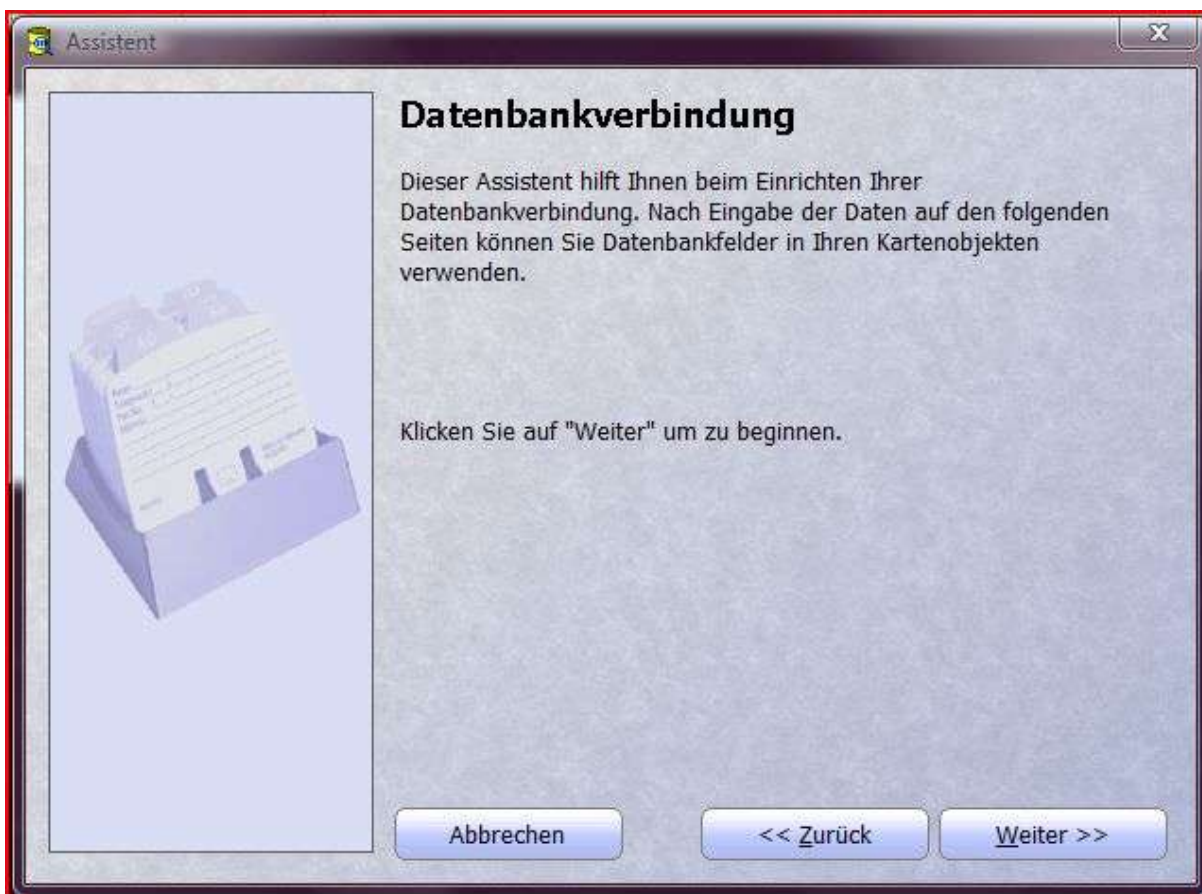 Assistent
Datenbankverbindung
Dieser Assistent hilft Ihnen beim Einrichten Ihrer
Datenbankverbindung. Nach Eingabe der Daten auf den folgenden
Seiten können Sie Datenbankfelder in Ihren Kartenobjekten
verwenden.
Klicken Sie auf "Weiter" um zu beginnen.
Abbrechen
<< Zurück
Weiter >>